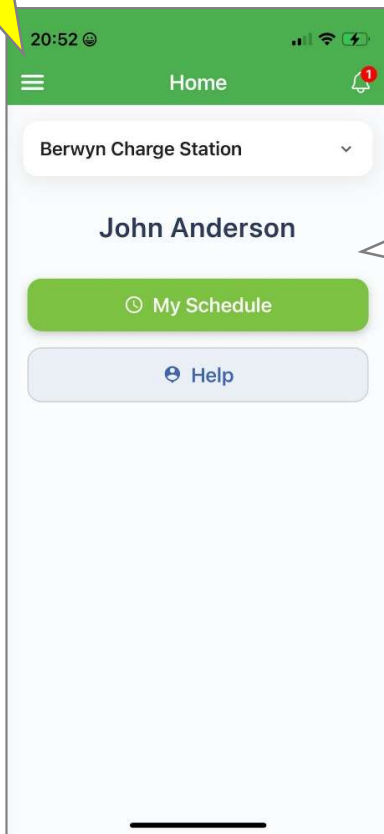 20:52
Home
1
Berwyn Charge Station
John Anderson
My Schedule
Help